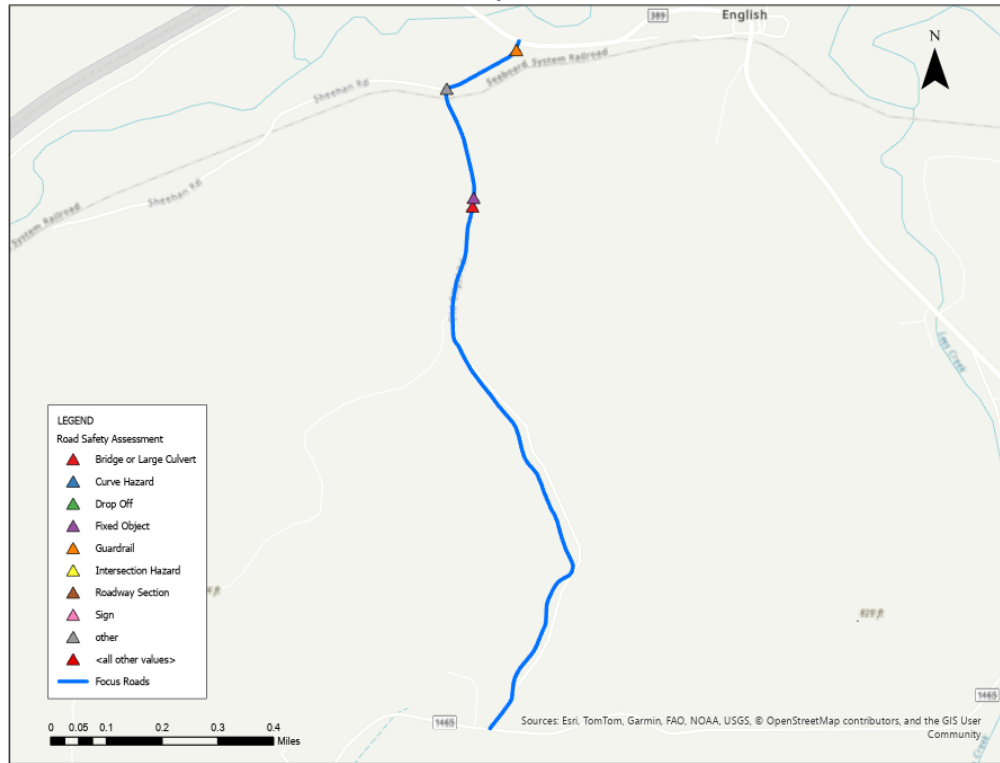 389
English
N
Seaboard System Railroad
Sheehan Rd
Sheehan Rd
System Railroad
Lees Creek
LEGEND
Road Safety Assessment
Bridge or Large Culvert
Curve Hazard
Drop Off
Fixed Object
Guardrail
Intersection Hazard
Roadway Section
Sign
other
<all other values>
Focus Roads
829 ft
1465
1465
0 0.05 0.1 0.2 0.3 0.4
Miles
Sources: Esri, TomTom, Garmin, FAO, NOAA, USGS, © OpenStreetMap contributors, and the GIS User
Community